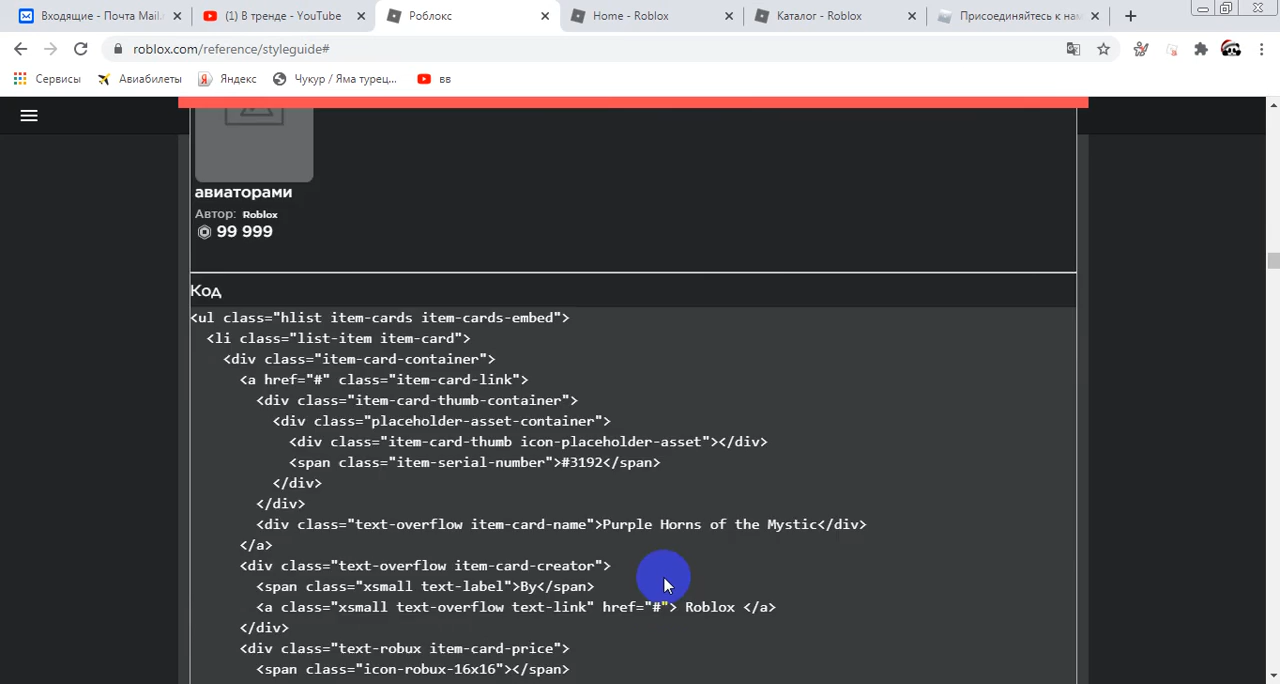 Входящие - Почта Mail.
(1) В тренде - YouTube
Роблокс
Home - Roblox
Каталог - Roblox
Присоединяйтесь к нам
roblox.com/reference/styleguide#
Сервисы
Авиабилеты
Яндекс
Чукур / Яма турец...
вв
авиаторами
Автор: Roblox
99 999
Код
<ul class="hlist item-cards item-cards-embed">
<li class="list-item item-card">
<div class="item-card-container">
<a href="#" class="item-card-link">
<div class="item-card-thumb-container">
<div class="placeholder-asset-container">
<div class="item-card-thumb icon-placeholder-asset"></div>
<span class="item-serial-number">#3192</span>
</div>
</div>
<div class="text-overflow item-card-name">Purple Horns of the Mystic</div>
</a>
<div class="text-overflow item-card-creator">
<span class="xsmall text-label">By</span>
<a class="xsmall text-overflow text-link" href="#"> Roblox </a>
</div>
<div class="text-robux item-card-price">
<span class="icon-robux-16x16"></span>